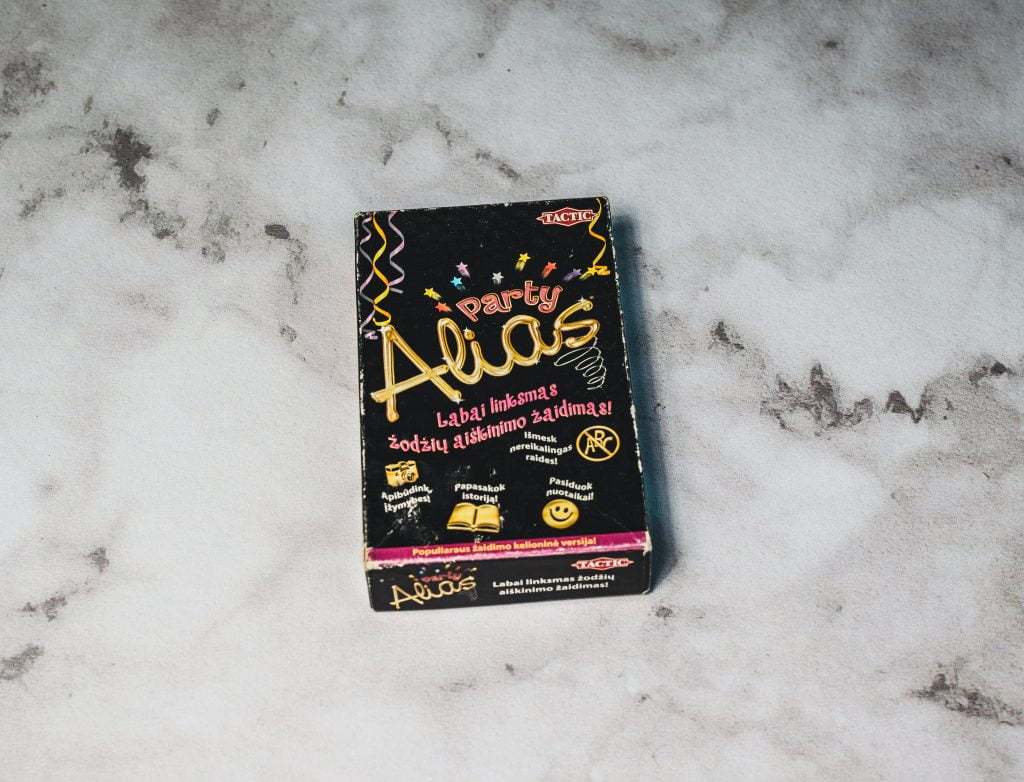 TACTIC
Party
Alias
Labai linksmas
žodžių aiškinimo žaidimas!
Išmesk
nereikalingas
raides!
ABC
Apibūdink
įžymybes!
Papasakok
istoriją!
Pasiduok
nuotaikai!
Populiaraus žaidimo kelioninė versija!
Party
Alias
Labai linksmas žodžių
aiškinimo žaidimas!
TACTIC